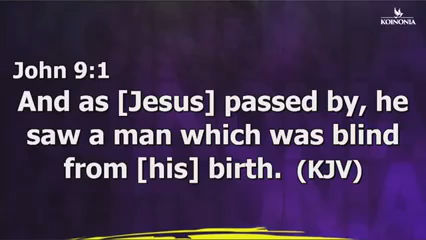 KOINONIA
John 9:1
And as [Jesus] passed by, he
saw a man which was blind
from [his] birth. (KJV)